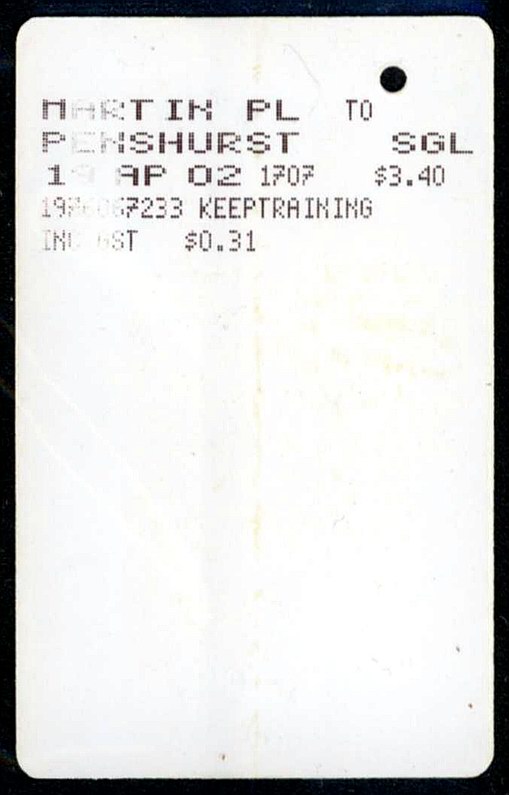 MARTIN PL TO
PENSHURST SGL
19 AP 02 1707 $3.40
KEEPTRAINING
INC GST $0.31